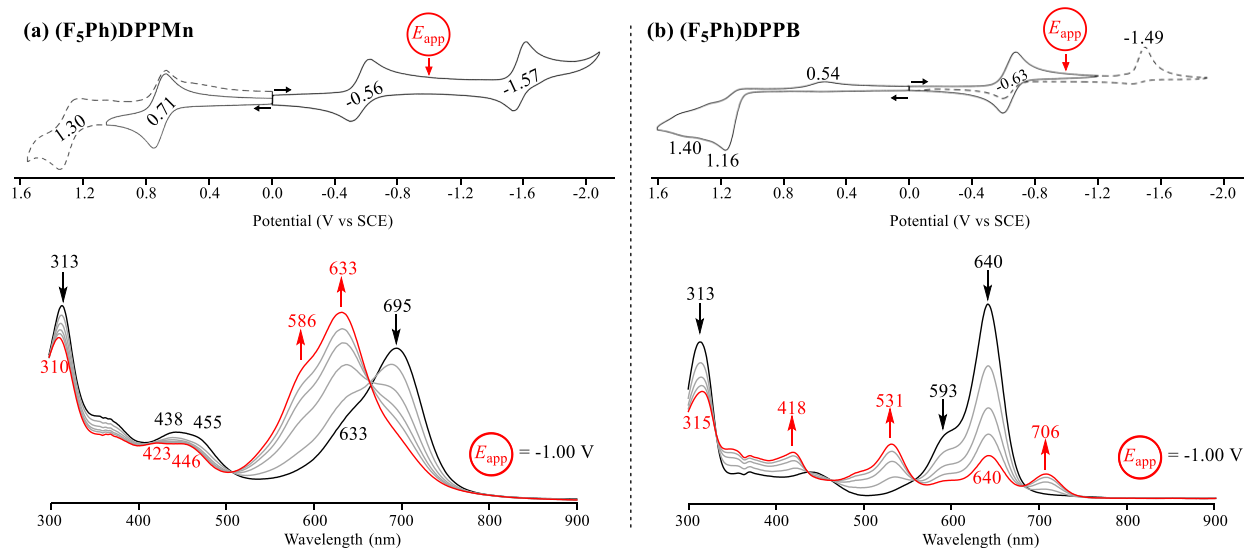 (a) (F5Ph)DPPMn
Eapp
1.30
0.71
-0.56
-1.57
1.6 1.2 0.8 0.4 0.0 -0.4 -0.8 -1.2 -1.6 -2.0
Potential (V vs SCE)
313
633
586
695
310
438 455
633
423
446
Eapp = -1.00 V
300 400 500 600 700 800 900
Wavelength (nm)
(b) (F5Ph)DPPB
Eapp
-1.49
0.54
-0.63
1.40
1.16
1.6 1.2 0.8 0.4 0.0 -0.4 -0.8 -1.2 -1.6 -2.0
Potential (V vs SCE)
640
313
593
531
418
706
315
640
Eapp = -1.00 V
300 400 500 600 700 800 900
Wavelength (nm)